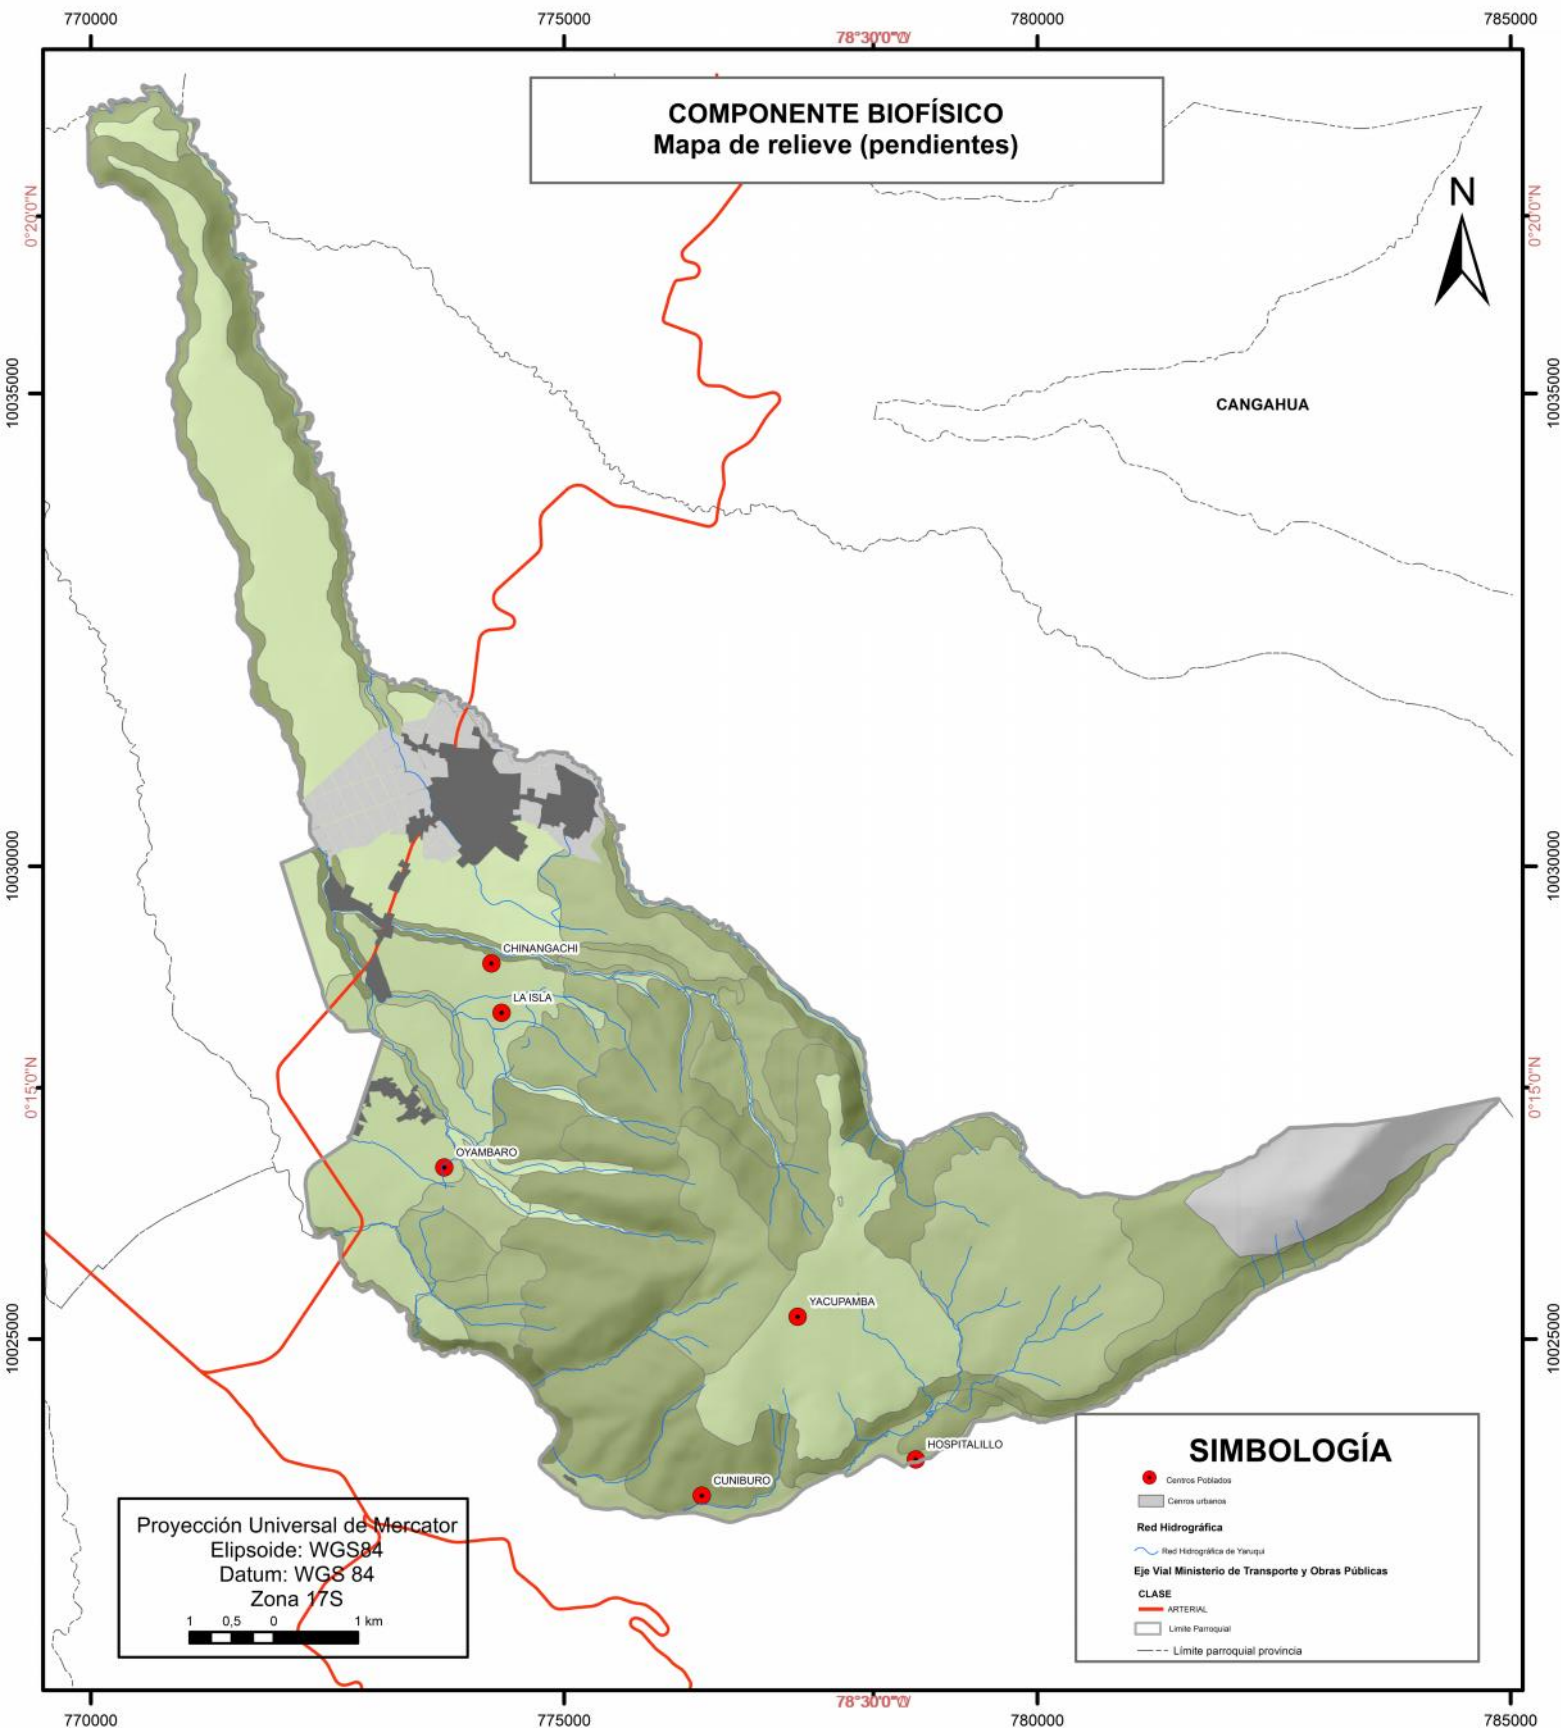 770000
775000
780000
785000
78°30'0"W
COMPONENTE BIOFÍSICO
Mapa de relieve (pendientes)
N
0°20'0"N
0°20'0"N
10035000
10035000
CANGAHUA
10030000
10030000
CHINANGACHI
LA ISLA
0°15'0"N
0°15'0"N
OYAMBARO
YACUPAMBA
10025000
10025000
HOSPITALILLO
CUNIBURO
SIMBOLOGÍA
Centros Poblados
Cenros urbanos
Red Hidrográfica
Red Hidrográfica de Yaruqui
Eje Vial Ministerio de Transporte y Obras Públicas
CLASE
ARTERIAL
Limite Parroquial
Límite parroquial provincia
Proyección Universal de Mercator
Elipsoide: WGS84
Datum: WGS 84
Zona 17S
1 0,5 0 1 km
78°30'0"W
770000
775000
780000
785000